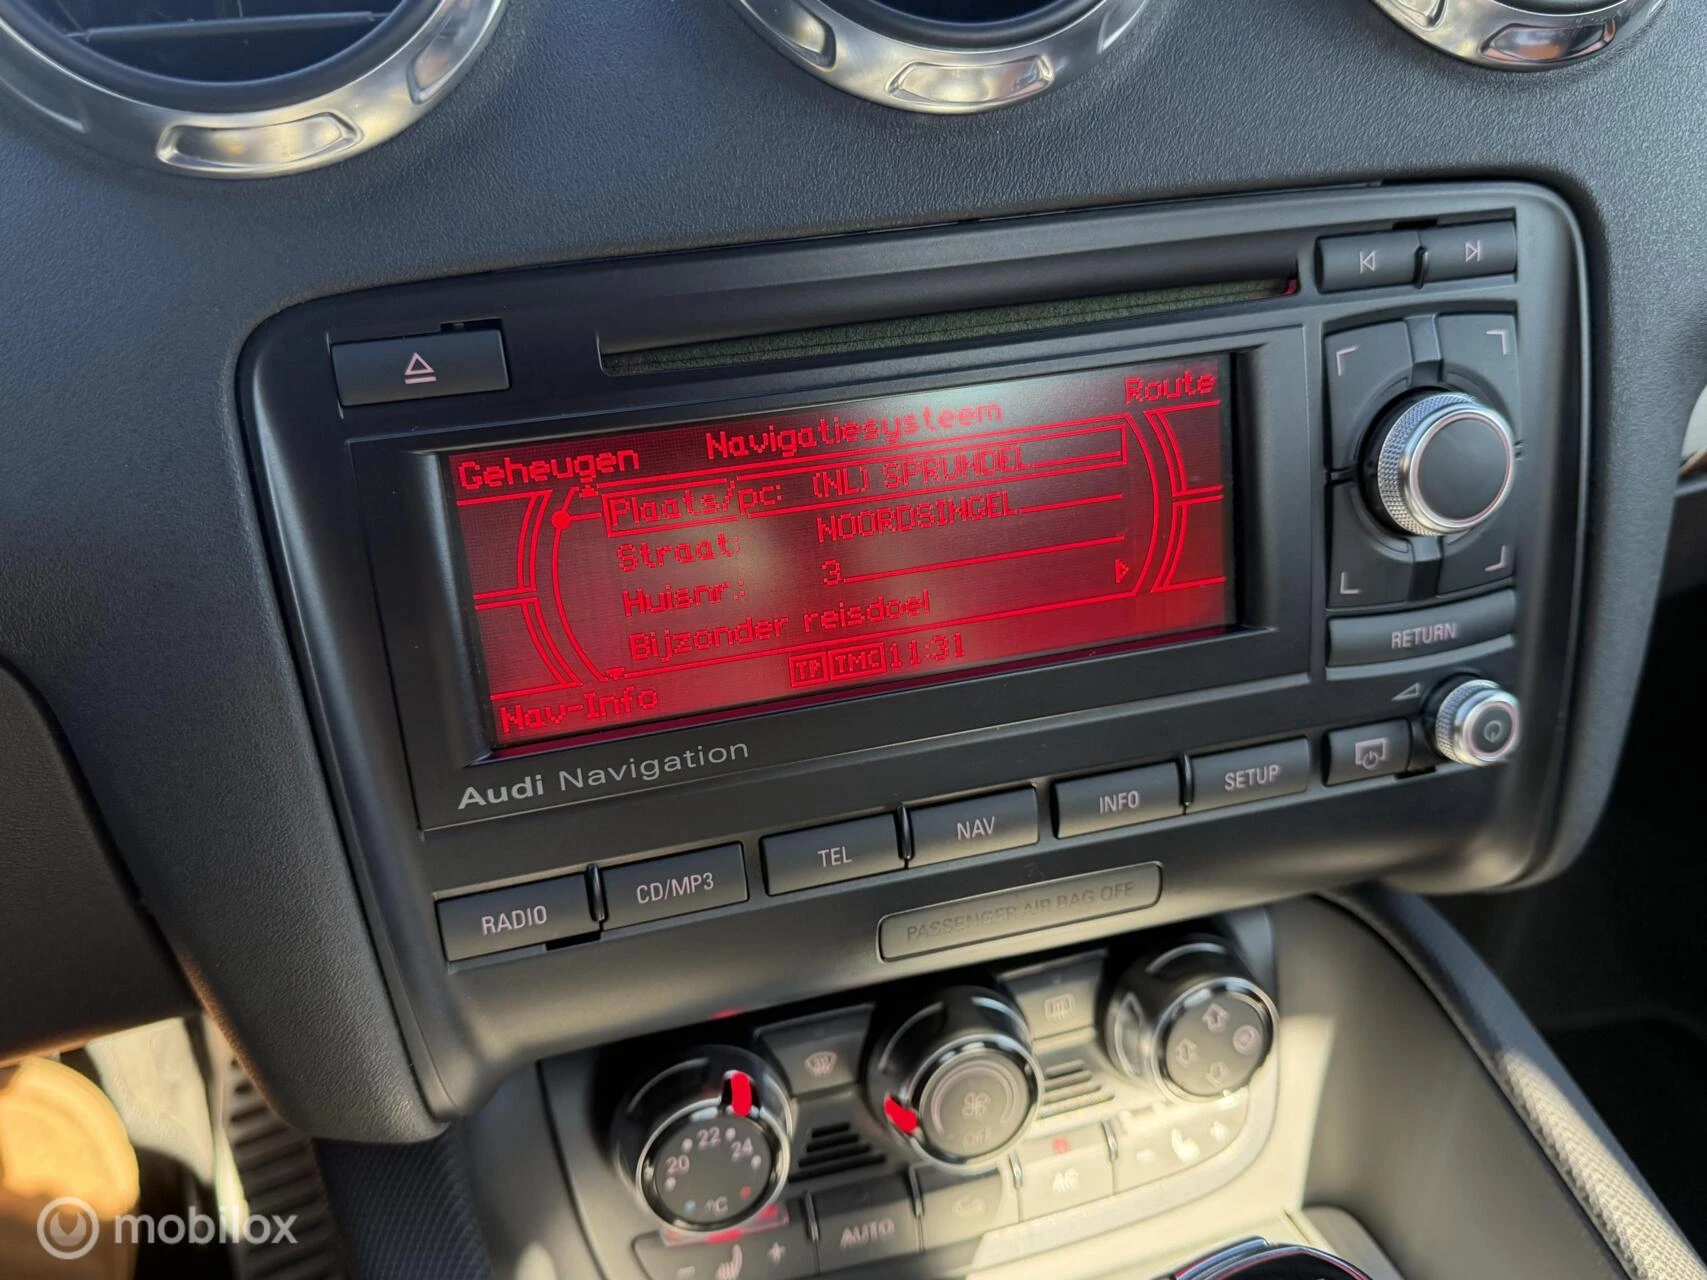 Geheugen Navigatiesysteem Route
Plaats/pc: (NL) SPRUNDEL
Straat: NOORDSINGEL
Huisnr.: 3
Bijzonder reisdoel
Nav-Info TP TMC 11:31
Audi Navigation
RETURN
RADIO CD/MP3 TEL NAV INFO SETUP
PASSENGER AIR BAG OFF
20 22 24
°C
OFF
AUTO
- +
- +
mobilox